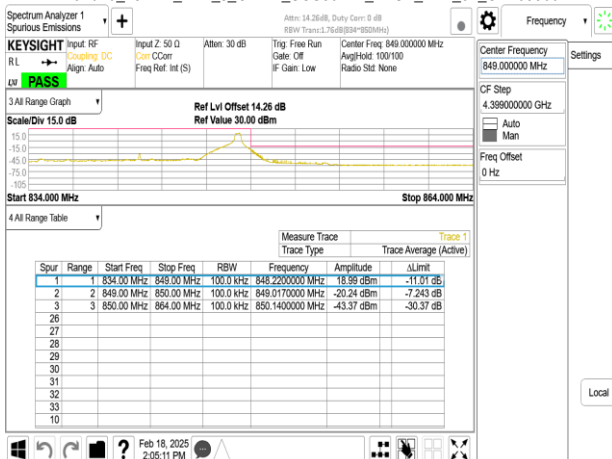 Spectrum Analyzer 1
Spurious Emissions
Attn: 14.26dB, Duty Corr: 0 dB
RBW Trans:1.76dB(834~850MHz)
Frequency
KEYSIGHT
RL
PASS
Input: RF
Coupling: DC
Align: Auto
Input Z: 50 Ω
Corr CCorr
Freq Ref: Int (S)
Atten: 30 dB
Trig: Free Run
Gate: Off
IF Gain: Low
Center Freq: 849.000000 MHz
Avg|Hold: 100/100
Radio Std: None
Center Frequency
849.000000 MHz
Settings
CF Step
4.399000000 GHz
Auto
Man
Freq Offset
0 Hz
3 All Range Graph
Scale/Div 15.0 dB
Ref Lvl Offset 14.26 dB
Ref Value 30.00 dBm
15.0
-15.0
-45.0
-75.0
-105
Start 834.000 MHz
Stop 864.000 MHz
4 All Range Table
Measure Trace Trace 1
Trace Type Trace Average (Active)
Spur Range Start Freq Stop Freq RBW Frequency Amplitude ΔLimit
1 1 834.00 MHz 849.00 MHz 100.0 kHz 848.2200000 MHz 18.99 dBm -11.01 dB
2 2 849.00 MHz 850.00 MHz 100.0 kHz 849.0170000 MHz -20.24 dBm -7.243 dB
3 3 850.00 MHz 864.00 MHz 100.0 kHz 850.1400000 MHz -43.37 dBm -30.37 dB
26
27
28
29
30
31
32
33
10
Local
Feb 18, 2025
2:05:11 PM